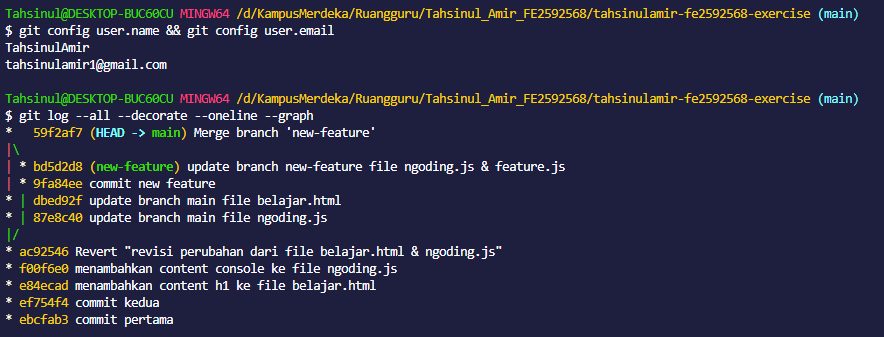 Tahsinul@DESKTOP-BUC60CU MINGW64 /d/KampusMerdeka/Ruangguru/Tahsinul_Amir_FE2592568/tahsinulamir-fe2592568-exercise (main)
$ git config user.name && git config user.email
TahsinulAmir
tahsinulamir1@gmail.com

Tahsinul@DESKTOP-BUC60CU MINGW64 /d/KampusMerdeka/Ruangguru/Tahsinul_Amir_FE2592568/tahsinulamir-fe2592568-exercise (main)
$ git log --all --decorate --oneline --graph
*   59f2af7 (HEAD -> main) Merge branch 'new-feature'
|\
| * bd5d2d8 (new-feature) update branch new-feature file ngoding.js & feature.js
| * 9fa84ee commit new feature
* | dbed92f update branch main file belajar.html
* | 87e8c40 update branch main file ngoding.js
|/
* ac92546 Revert "revisi perubahan dari file belajar.html & ngoding.js"
* f00f6e0 menambahkan content console ke file ngoding.js
* e84ecad menambahkan content h1 ke file belajar.html
* ef754f4 commit kedua
* ebcfab3 commit pertama